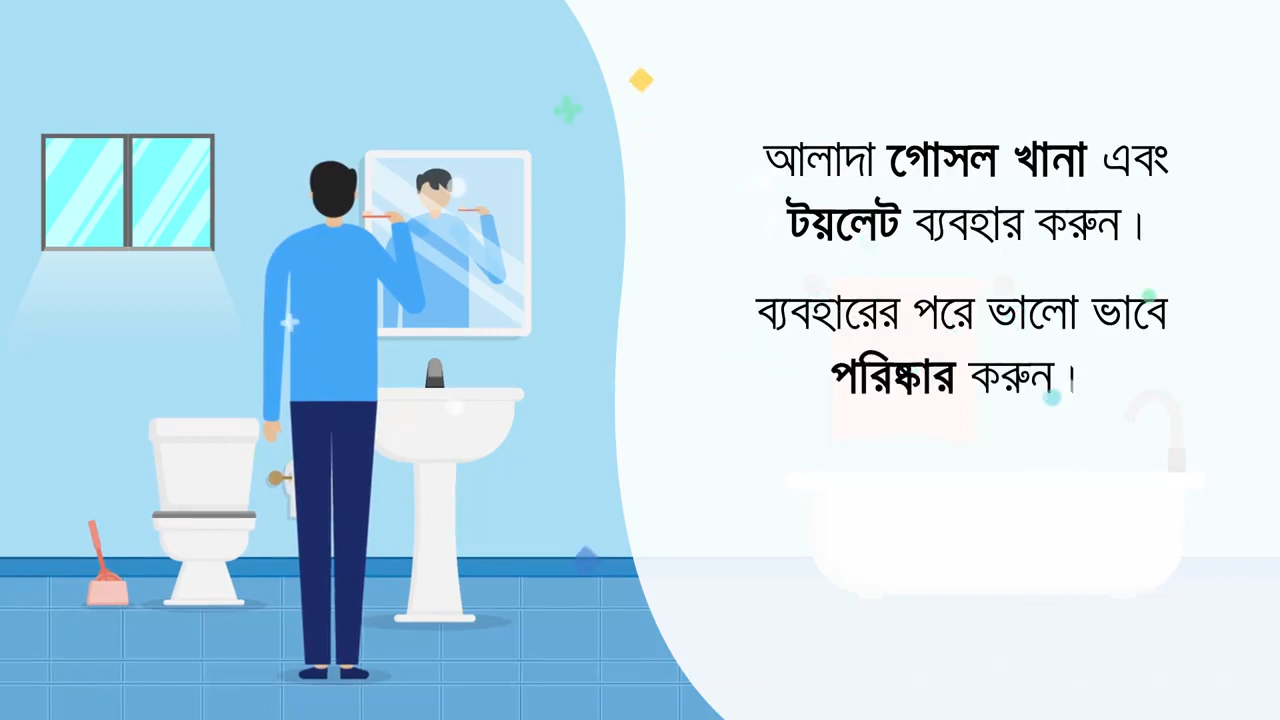 আলাদা গোসল খানা এবং
টয়লেট ব্যবহার করুন।
ব্যবহারের পরে ভালো ভাবে
পরিষ্কার করুন।